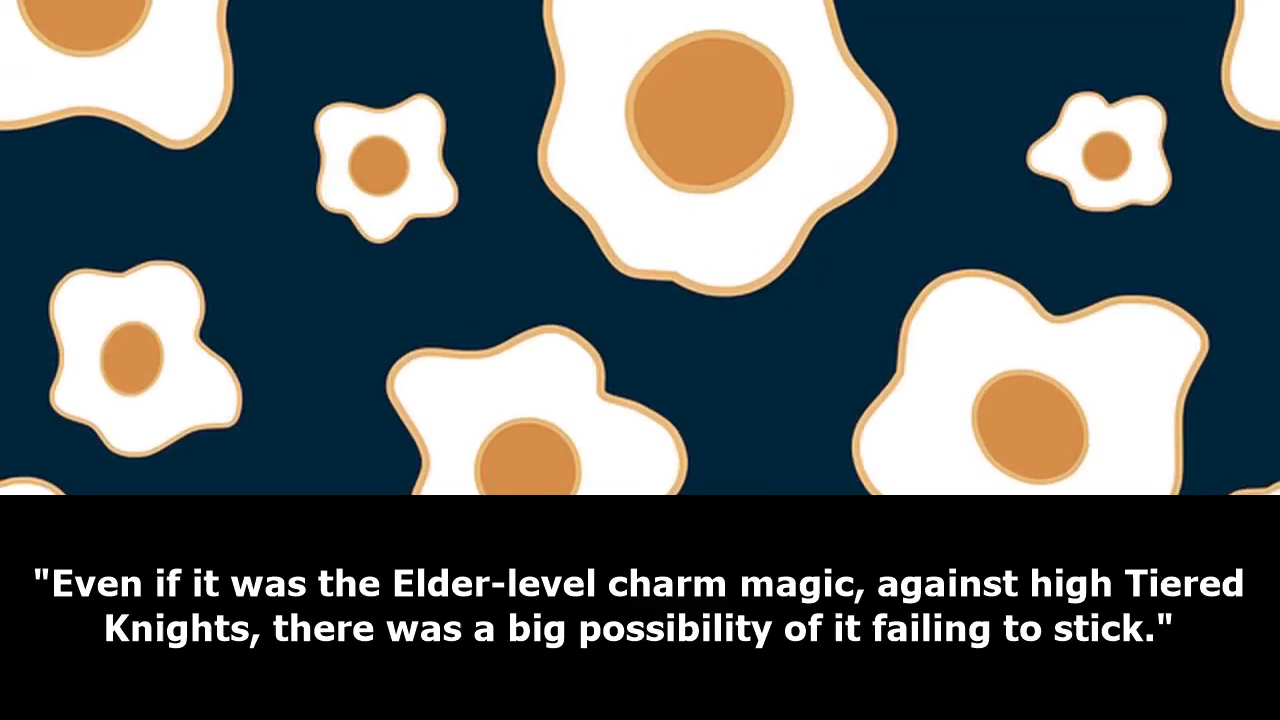 "Even if it was the Elder-level charm magic, against high Tiered
Knights, there was a big possibility of it failing to stick."